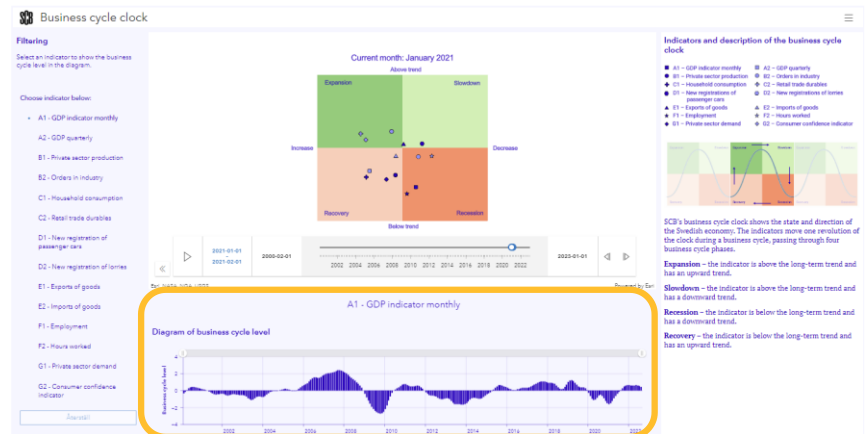 SCB Business cycle clock
Filtering
Select an indicator to show the business
cycle level in the diagram.
Choose indicator below:
A1 - GDP indicator monthly
A2 - GDP quarterly
B1 - Private sector production
B2 - Orders in industry
C1 - Household consumption
C2 - Retail trade durables
D1 - New registration of
passenger cars
D2 - New registration of lorries
E1 - Exports of goods
E2 - Imports of goods
F1 - Employment
F2 - Hours worked
G1 - Private sector demand
G2 - Consumer confidence
indicator
Återställ
Current month: January 2021
Above trend
Expansion
Slowdown
Increase
Decrease
Recovery
Recession
Below trend
2021-01-01
-
2021-02-01
2000-02-01
2002 2004 2006 2008 2010 2012 2014 2016 2018 2020 2022
2023-01-01
Esri, NASA, NGA, USGS
Powered by Esri
A1 - GDP indicator monthly
Diagram of business cycle level
Business cycle level
4
2
0
-2
-4
2002 2004 2006 2008 2010 2012 2014 2016 2018 2020 2022
Indicators and description of the business cycle
clock
A1 – GDP indicator monthly
A2 – GDP quarterly
B1 – Private sector production
B2 – Orders in industry
C1 – Household consumption
C2 – Retail trade durables
D1 – New registrations of
passenger cars
D2 – New registrations of lorries
E1 – Exports of goods
E2 – Imports of goods
F1 – Employment
F2 – Hours worked
G1 – Private sector demand
G2 – Consumer confidence indicator
SCB's business cycle clock shows the state and direction of
the Swedish economy. The indicators move one revolution of
the clock during a business cycle, passing through four
business cycle phases.
Expansion – the indicator is above the long-term trend and
has an upward trend.
Slowdown – the indicator is above the long-term trend and
has a downward trend.
Recession – the indicator is below the long-term trend and
has a downward trend.
Recovery – the indicator is below the long-term trend and
has an upward trend.